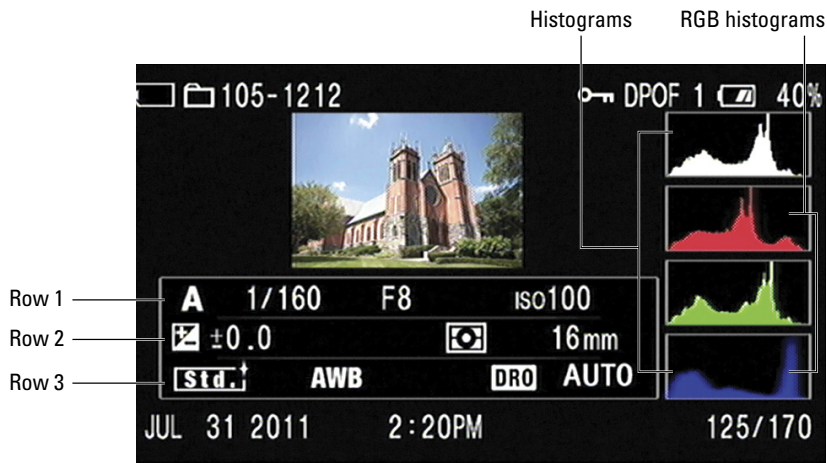 Histograms RGB histograms
105-1212 DPOF 1 40%
Row 1 A 1/160 F8 ISO100
Row 2 ±0.0 16mm
Row 3 Std. AWB DRO AUTO
JUL 31 2011 2:20PM 125/170